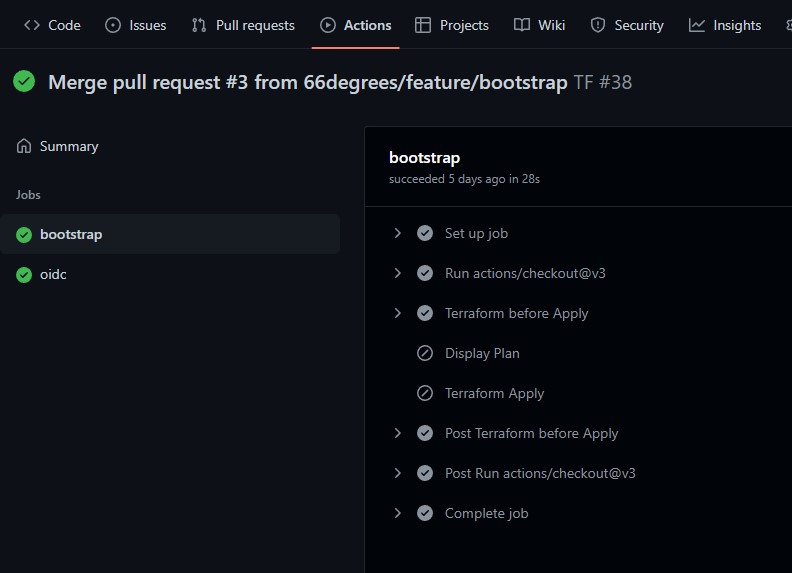 Code Issues Pull requests Actions Projects Wiki Security Insights
Merge pull request #3 from 66degrees/feature/bootstrap TF #38
Summary
Jobs
bootstrap
oidc
bootstrap
succeeded 5 days ago in 28s
Set up job
Run actions/checkout@v3
Terraform before Apply
Display Plan
Terraform Apply
Post Terraform before Apply
Post Run actions/checkout@v3
Complete job